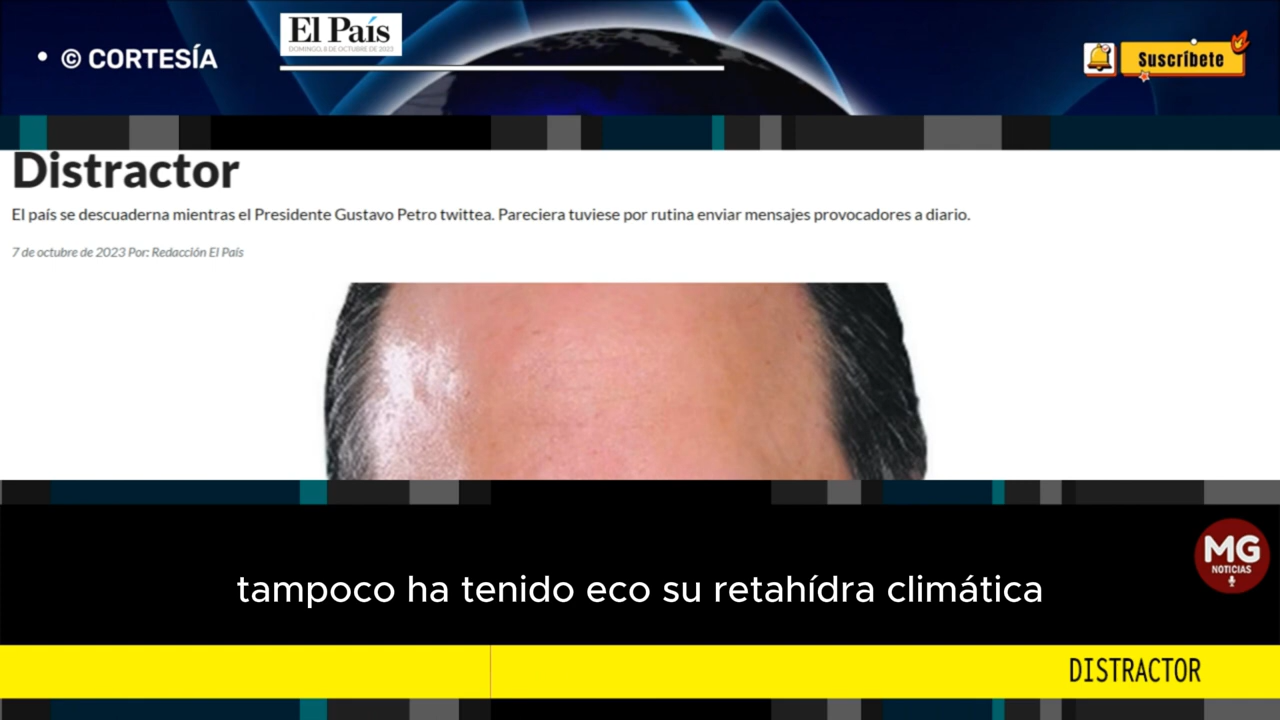 • © CORTESÍA
El País
DOMINGO, 8 DE OCTUBRE DE 2023
Suscríbete
Distractor
El país se descuaderna mientras el Presidente Gustavo Petro twittea. Pareciera tuviese por rutina enviar mensajes provocadores a diario.
7 de octubre de 2023 Por: Redacción El País
MG
NOTICIAS
tampoco ha tenido eco su retahídra climática
DISTRACTOR